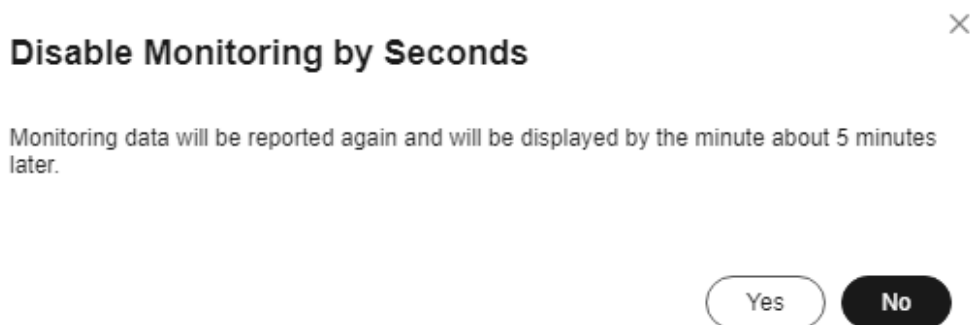 Disable Monitoring by Seconds
Monitoring data will be reported again and will be displayed by the minute about 5 minutes
later.
Yes
No